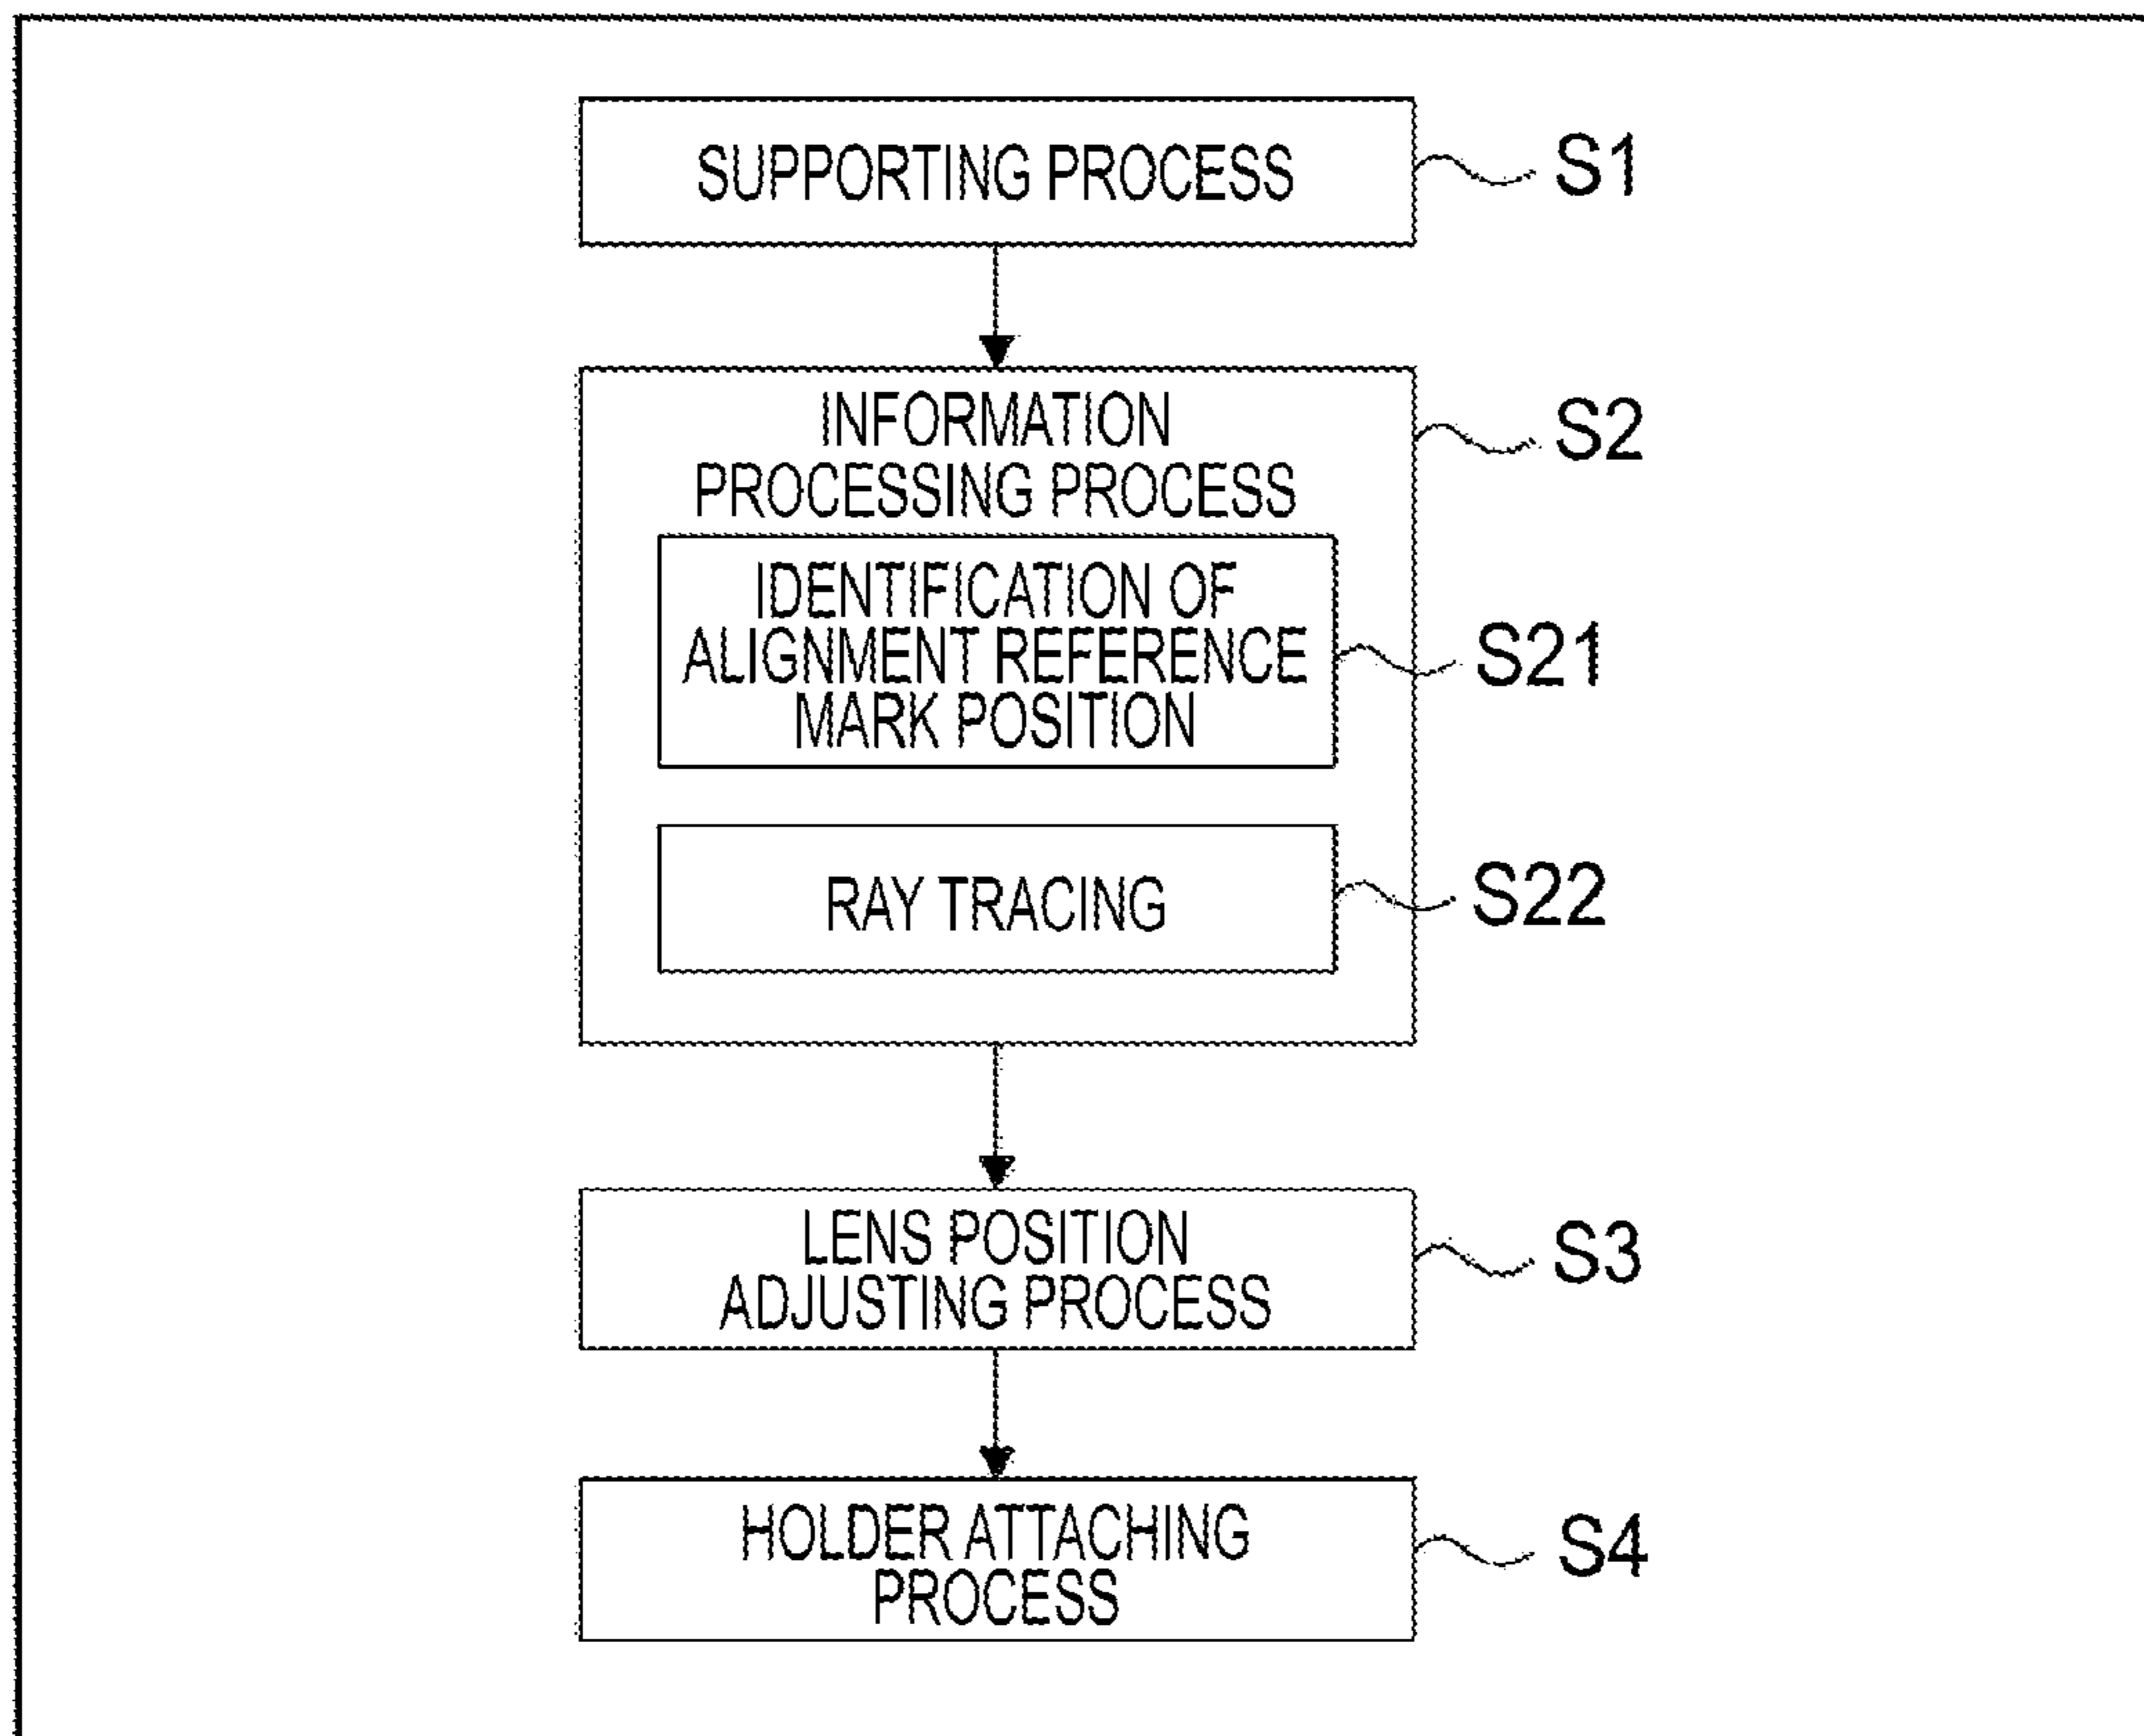 SUPPORTING PROCESS
S1
INFORMATION
PROCESSING PROCESS
S2
IDENTIFICATION OF
ALIGNMENT REFERENCE
MARK POSITION
S21
RAY TRACING
S22
LENS POSITION
ADJUSTING PROCESS
S3
HOLDER ATTACHING
PROCESS
S4